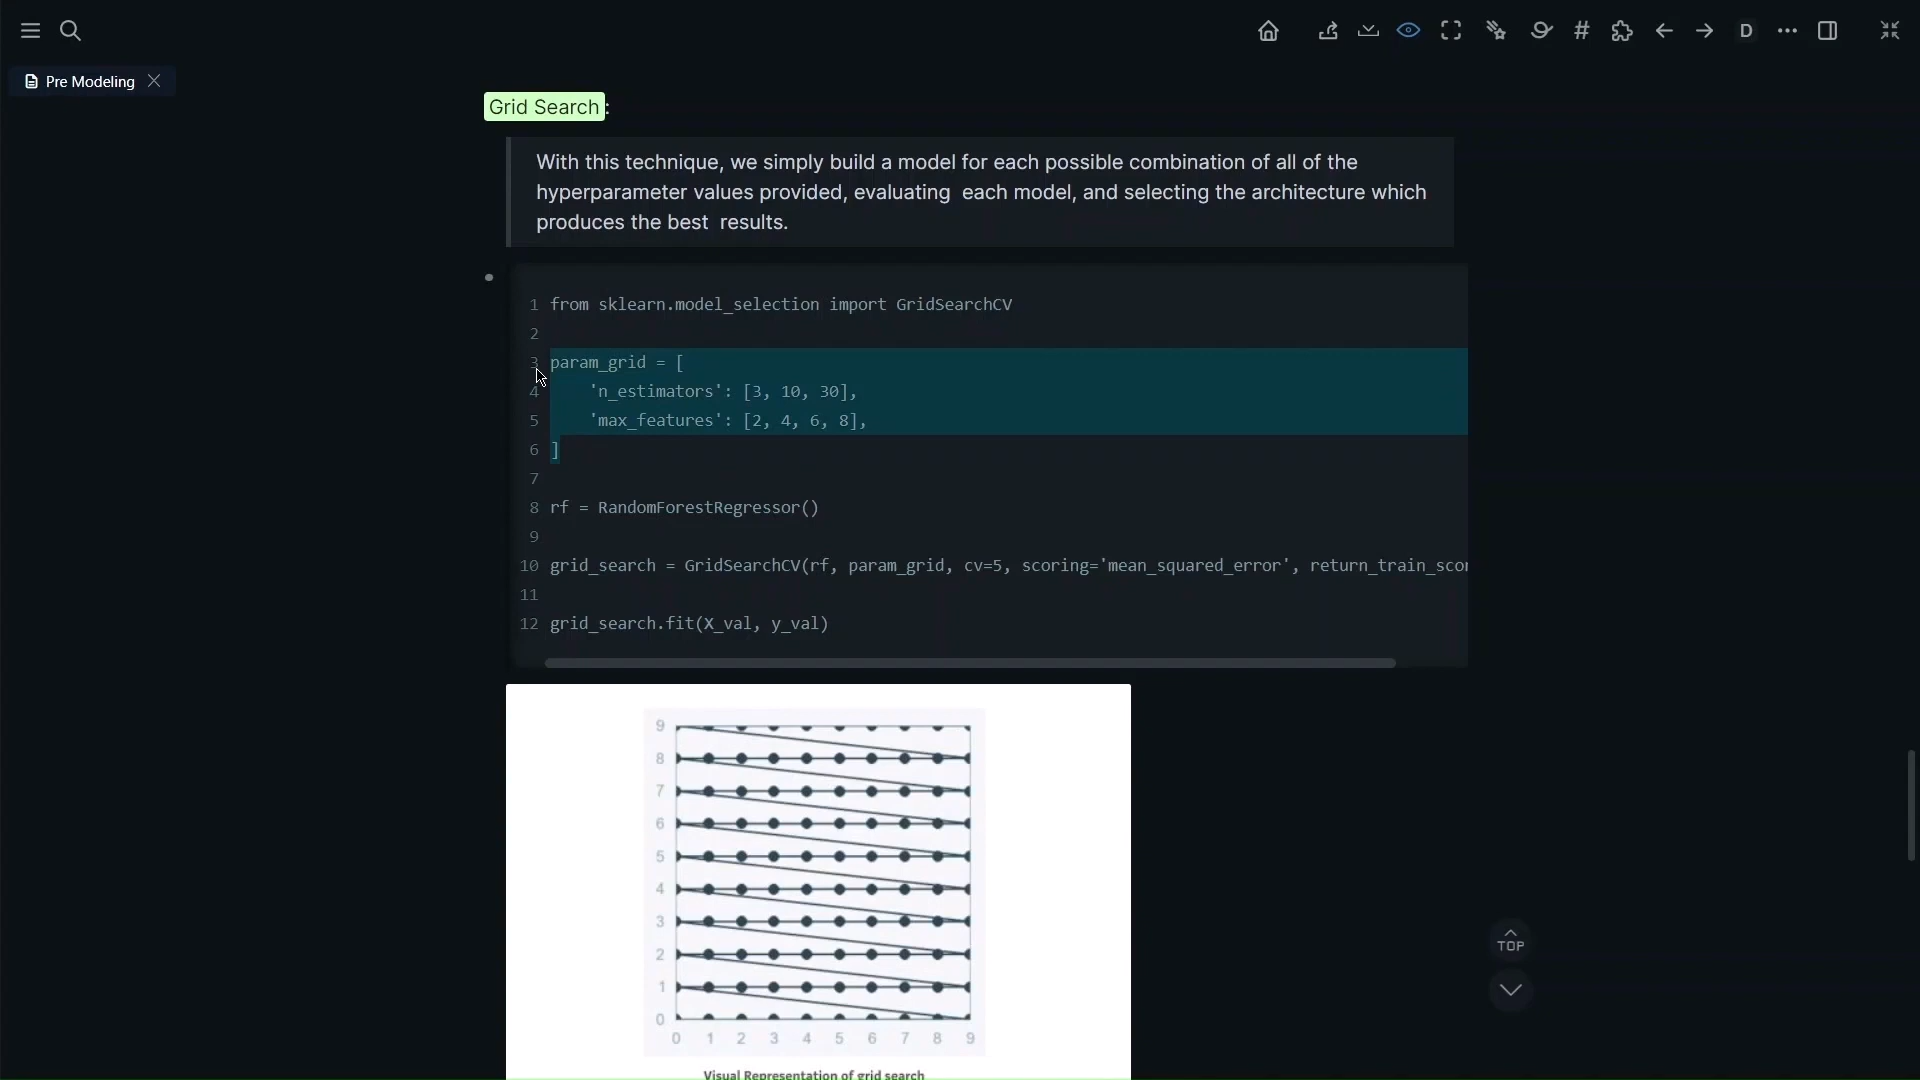 D
Pre Modeling
Grid Search:
With this technique, we simply build a model for each possible combination of all of the
hyperparameter values provided, evaluating  each model, and selecting the architecture which
produces the best  results.
1 from sklearn.model_selection import GridSearchCV
2
3 param_grid = [
4     'n_estimators': [3, 10, 30],
5     'max_features': [2, 4, 6, 8],
6 ]
7
8 rf = RandomForestRegressor()
9
10 grid_search = GridSearchCV(rf, param_grid, cv=5, scoring='mean_squared_error', return_train_scor
11
12 grid_search.fit(X_val, y_val)
9
8
7
6
5
4
3
2
1
0
0 1 2 3 4 5 6 7 8 9
Visual Representation of grid search
TOP